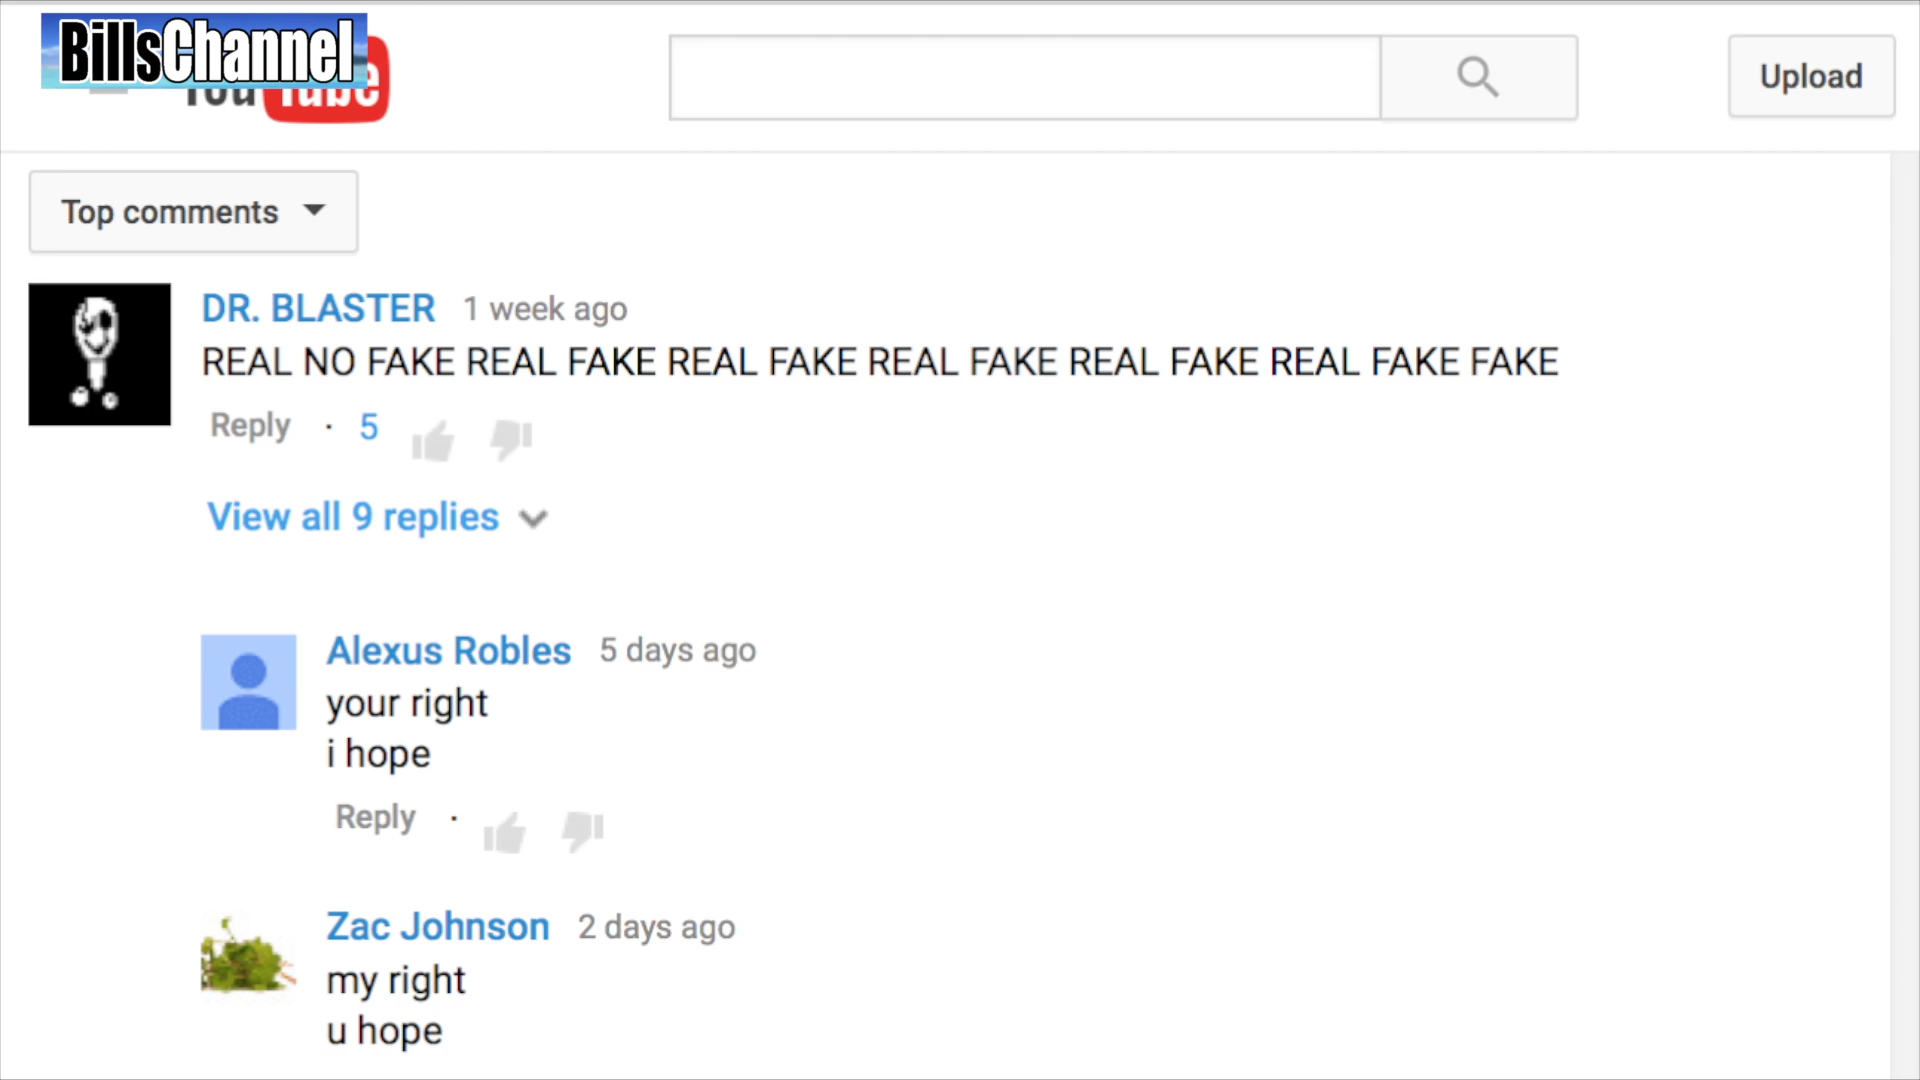 BillsChannel
YouTube
Upload
Top comments
DR. BLASTER 1 week ago
REAL NO FAKE REAL FAKE REAL FAKE REAL FAKE REAL FAKE REAL FAKE FAKE
Reply · 5
View all 9 replies
Alexus Robles 5 days ago
your right
i hope
Reply ·
Zac Johnson 2 days ago
my right
u hope